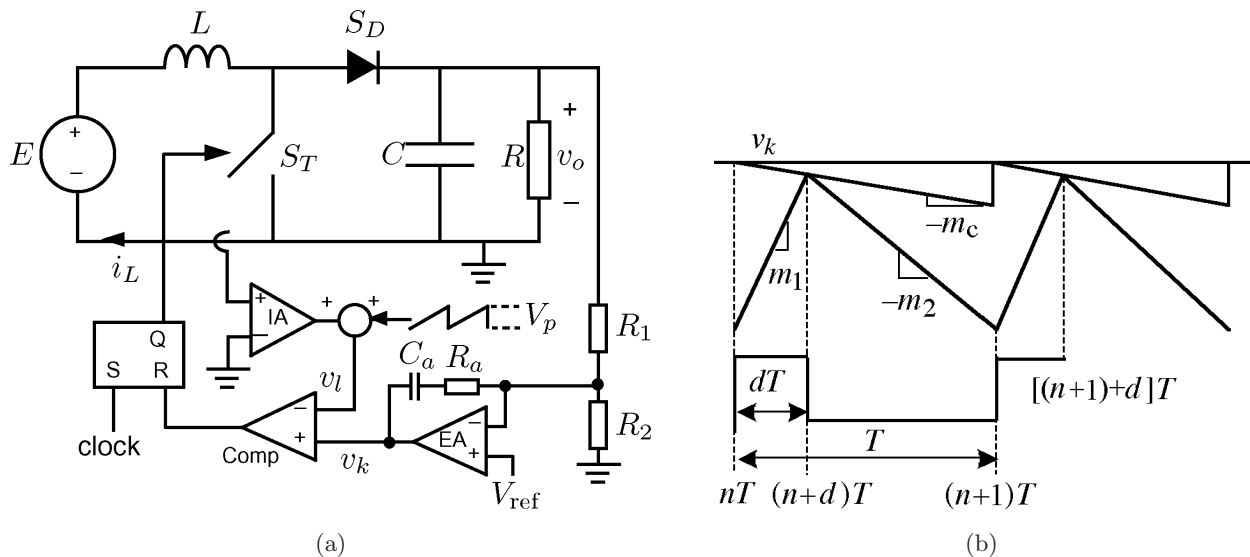 L
S_D
+
E
−
S_T
C
R
+
v_o
−
i_L
+
IA
−
+
+
V_p
R_1
Q
S
R
v_l
C_a
R_a
−
+
Comp
clock
v_k
−
EA
+
V_ref
R_2
(a)
v_k
−m_c
m_1
−m_2
dT
[(n+1)+d]T
T
nT
(n+d)T
(n+1)T
(b)